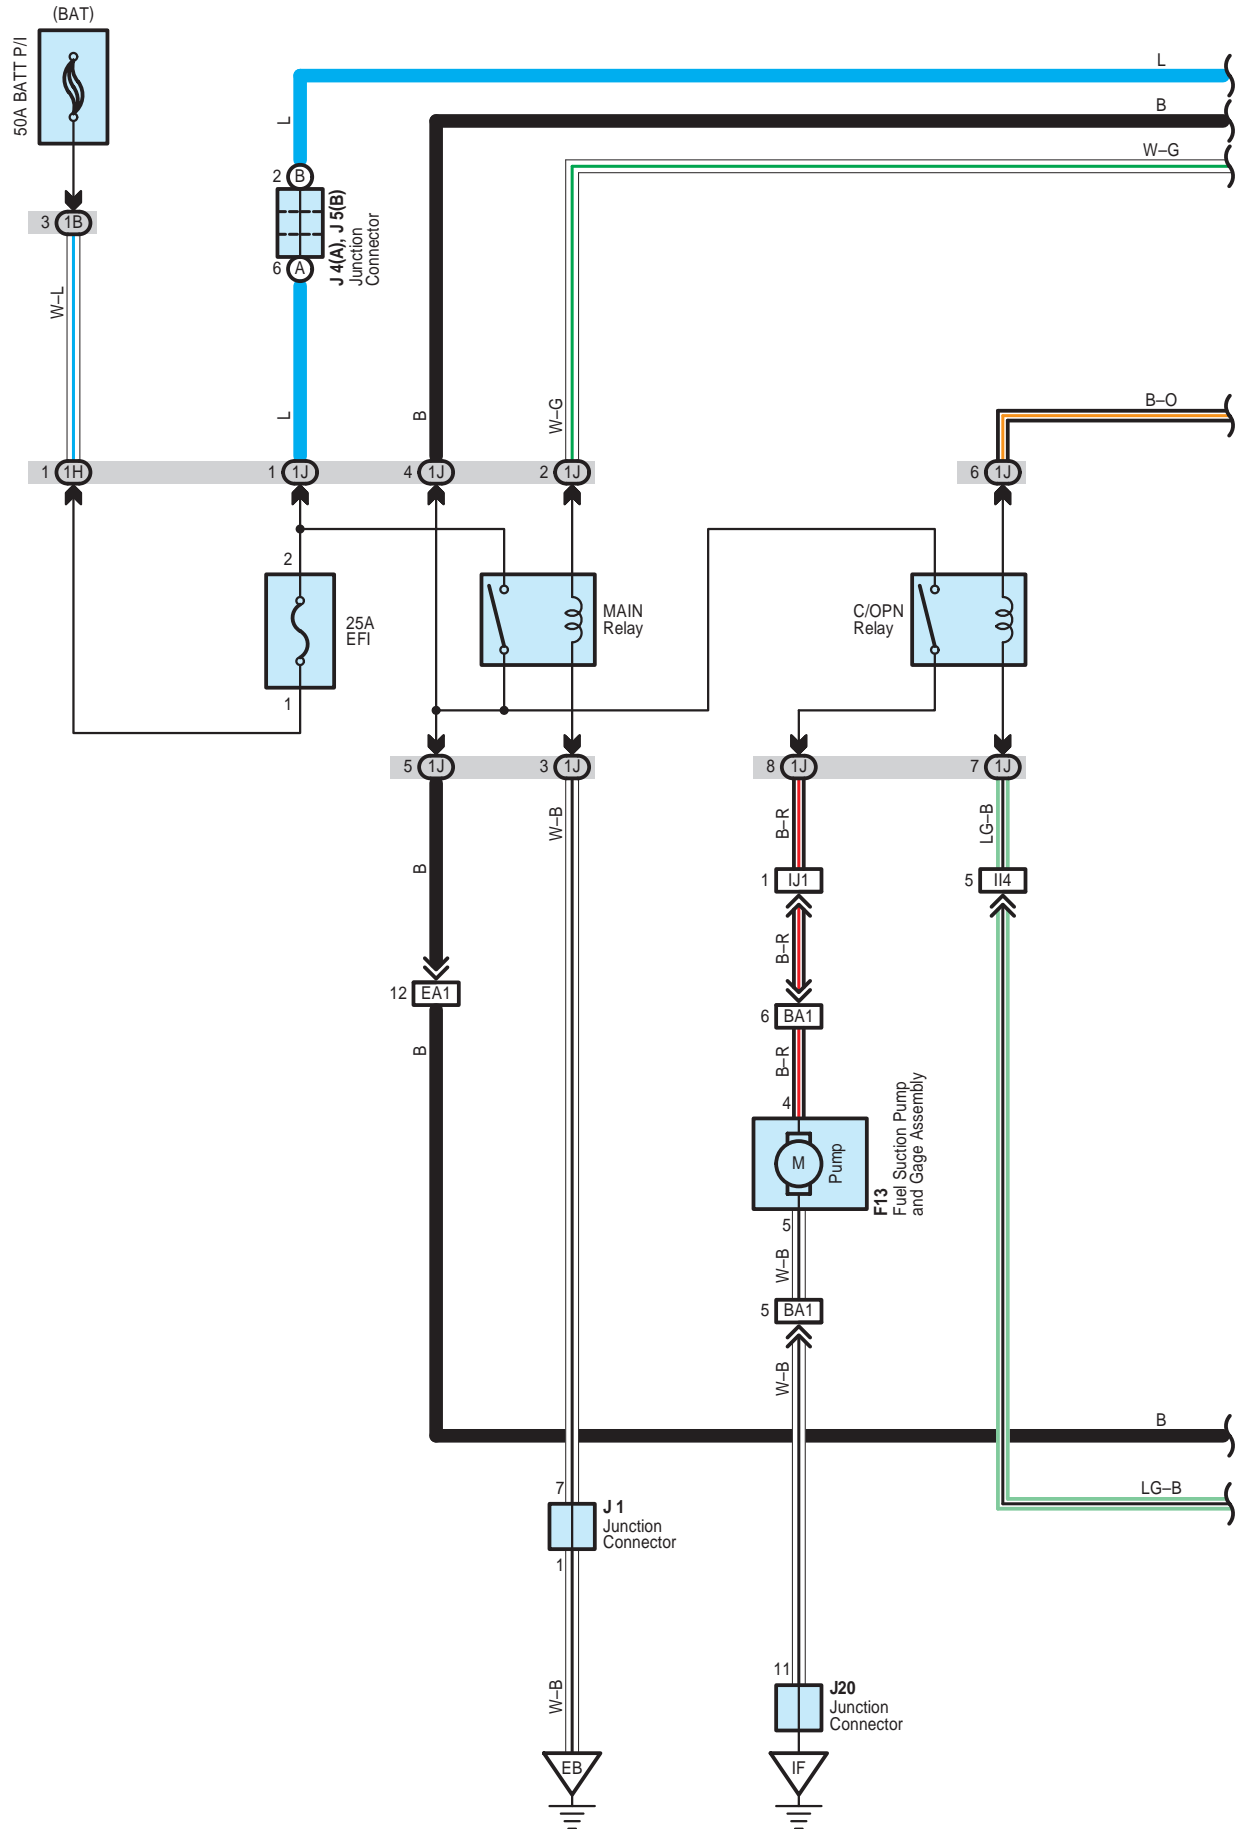 (BAT)
50A BATT P/I
L
B
W–G
L
2 B
J 4(A), J 5(B)
Junction
Connector
6 A
3 1B
W–L
L
B
W–G
B–O
1 1H
1 1J
4 1J
2 1J
6 1J
2
25A
EFI
1
MAIN
Relay
C/OPN
Relay
5 1J
3 1J
8 1J
7 1J
B
W–B
B–R
LG–B
1 IJ1
5 II4
B–R
12 EA1
6 BA1
B
B–R
4
M
Pump
F13
Fuel Suction Pump
and Gage Assembly
5
W–B
5 BA1
W–B
B
LG–B
7
J 1
Junction
Connector
1
W–B
11
J20
Junction
Connector
EB
IF